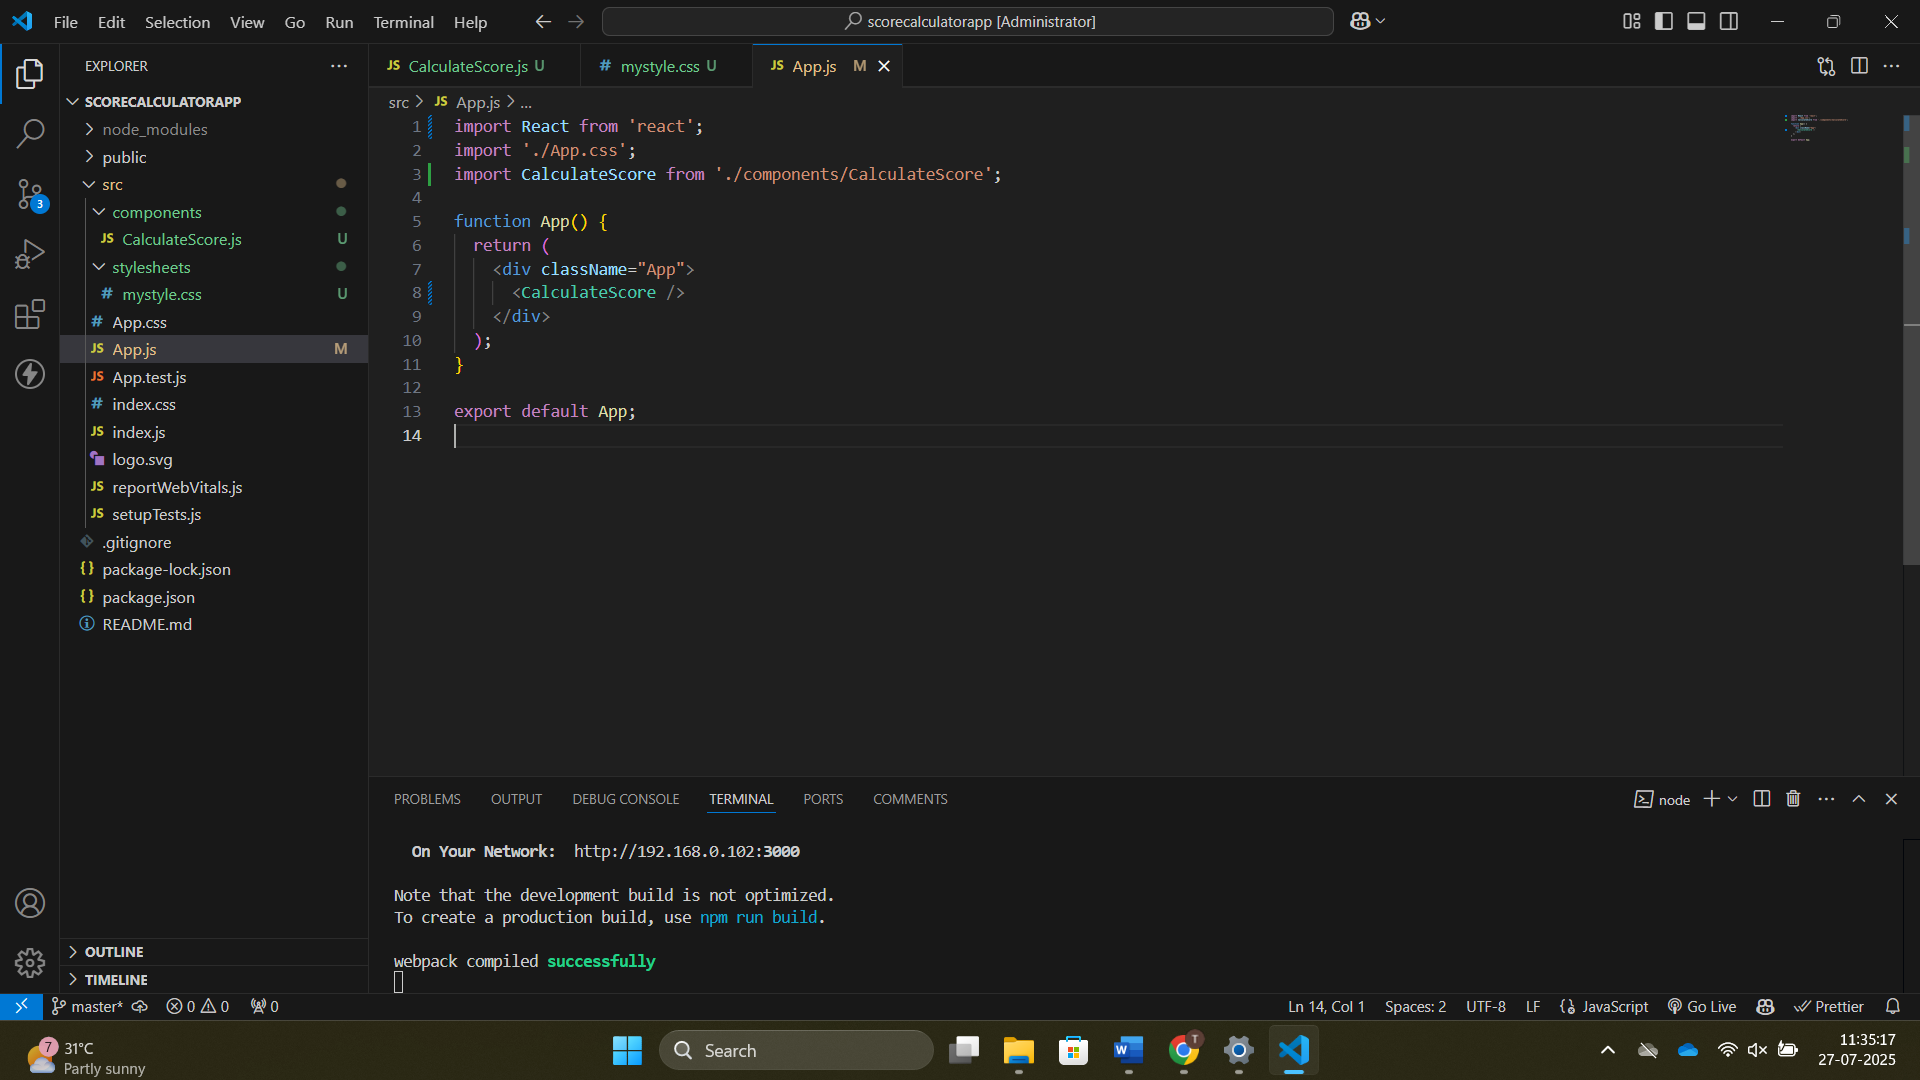 File Edit Selection View Go Run Terminal Help
scorecalculatorapp [Administrator]
EXPLORER
SCORECALCULATORAPP
node_modules
public
src
components
CalculateScore.js U
stylesheets
mystyle.css U
App.css
App.js M
App.test.js
index.css
index.js
logo.svg
reportWebVitals.js
setupTests.js
.gitignore
package-lock.json
package.json
README.md
OUTLINE
TIMELINE
3
CalculateScore.js U
mystyle.css U
App.js M
src > App.js > ...
1 import React from 'react';
2 import './App.css';
3 import CalculateScore from './components/CalculateScore';
4
5 function App() {
6 return (
7 <div className="App">
8 <CalculateScore />
9 </div>
10 );
11 }
12
13 export default App;
14
PROBLEMS OUTPUT DEBUG CONSOLE TERMINAL PORTS COMMENTS
node
On Your Network: http://192.168.0.102:3000
Note that the development build is not optimized.
To create a production build, use npm run build.
webpack compiled successfully
master* 0 0 0
Ln 14, Col 1 Spaces: 2 UTF-8 LF JavaScript Go Live Prettier
7
31°C
Partly sunny
Search
11:35:17
27-07-2025